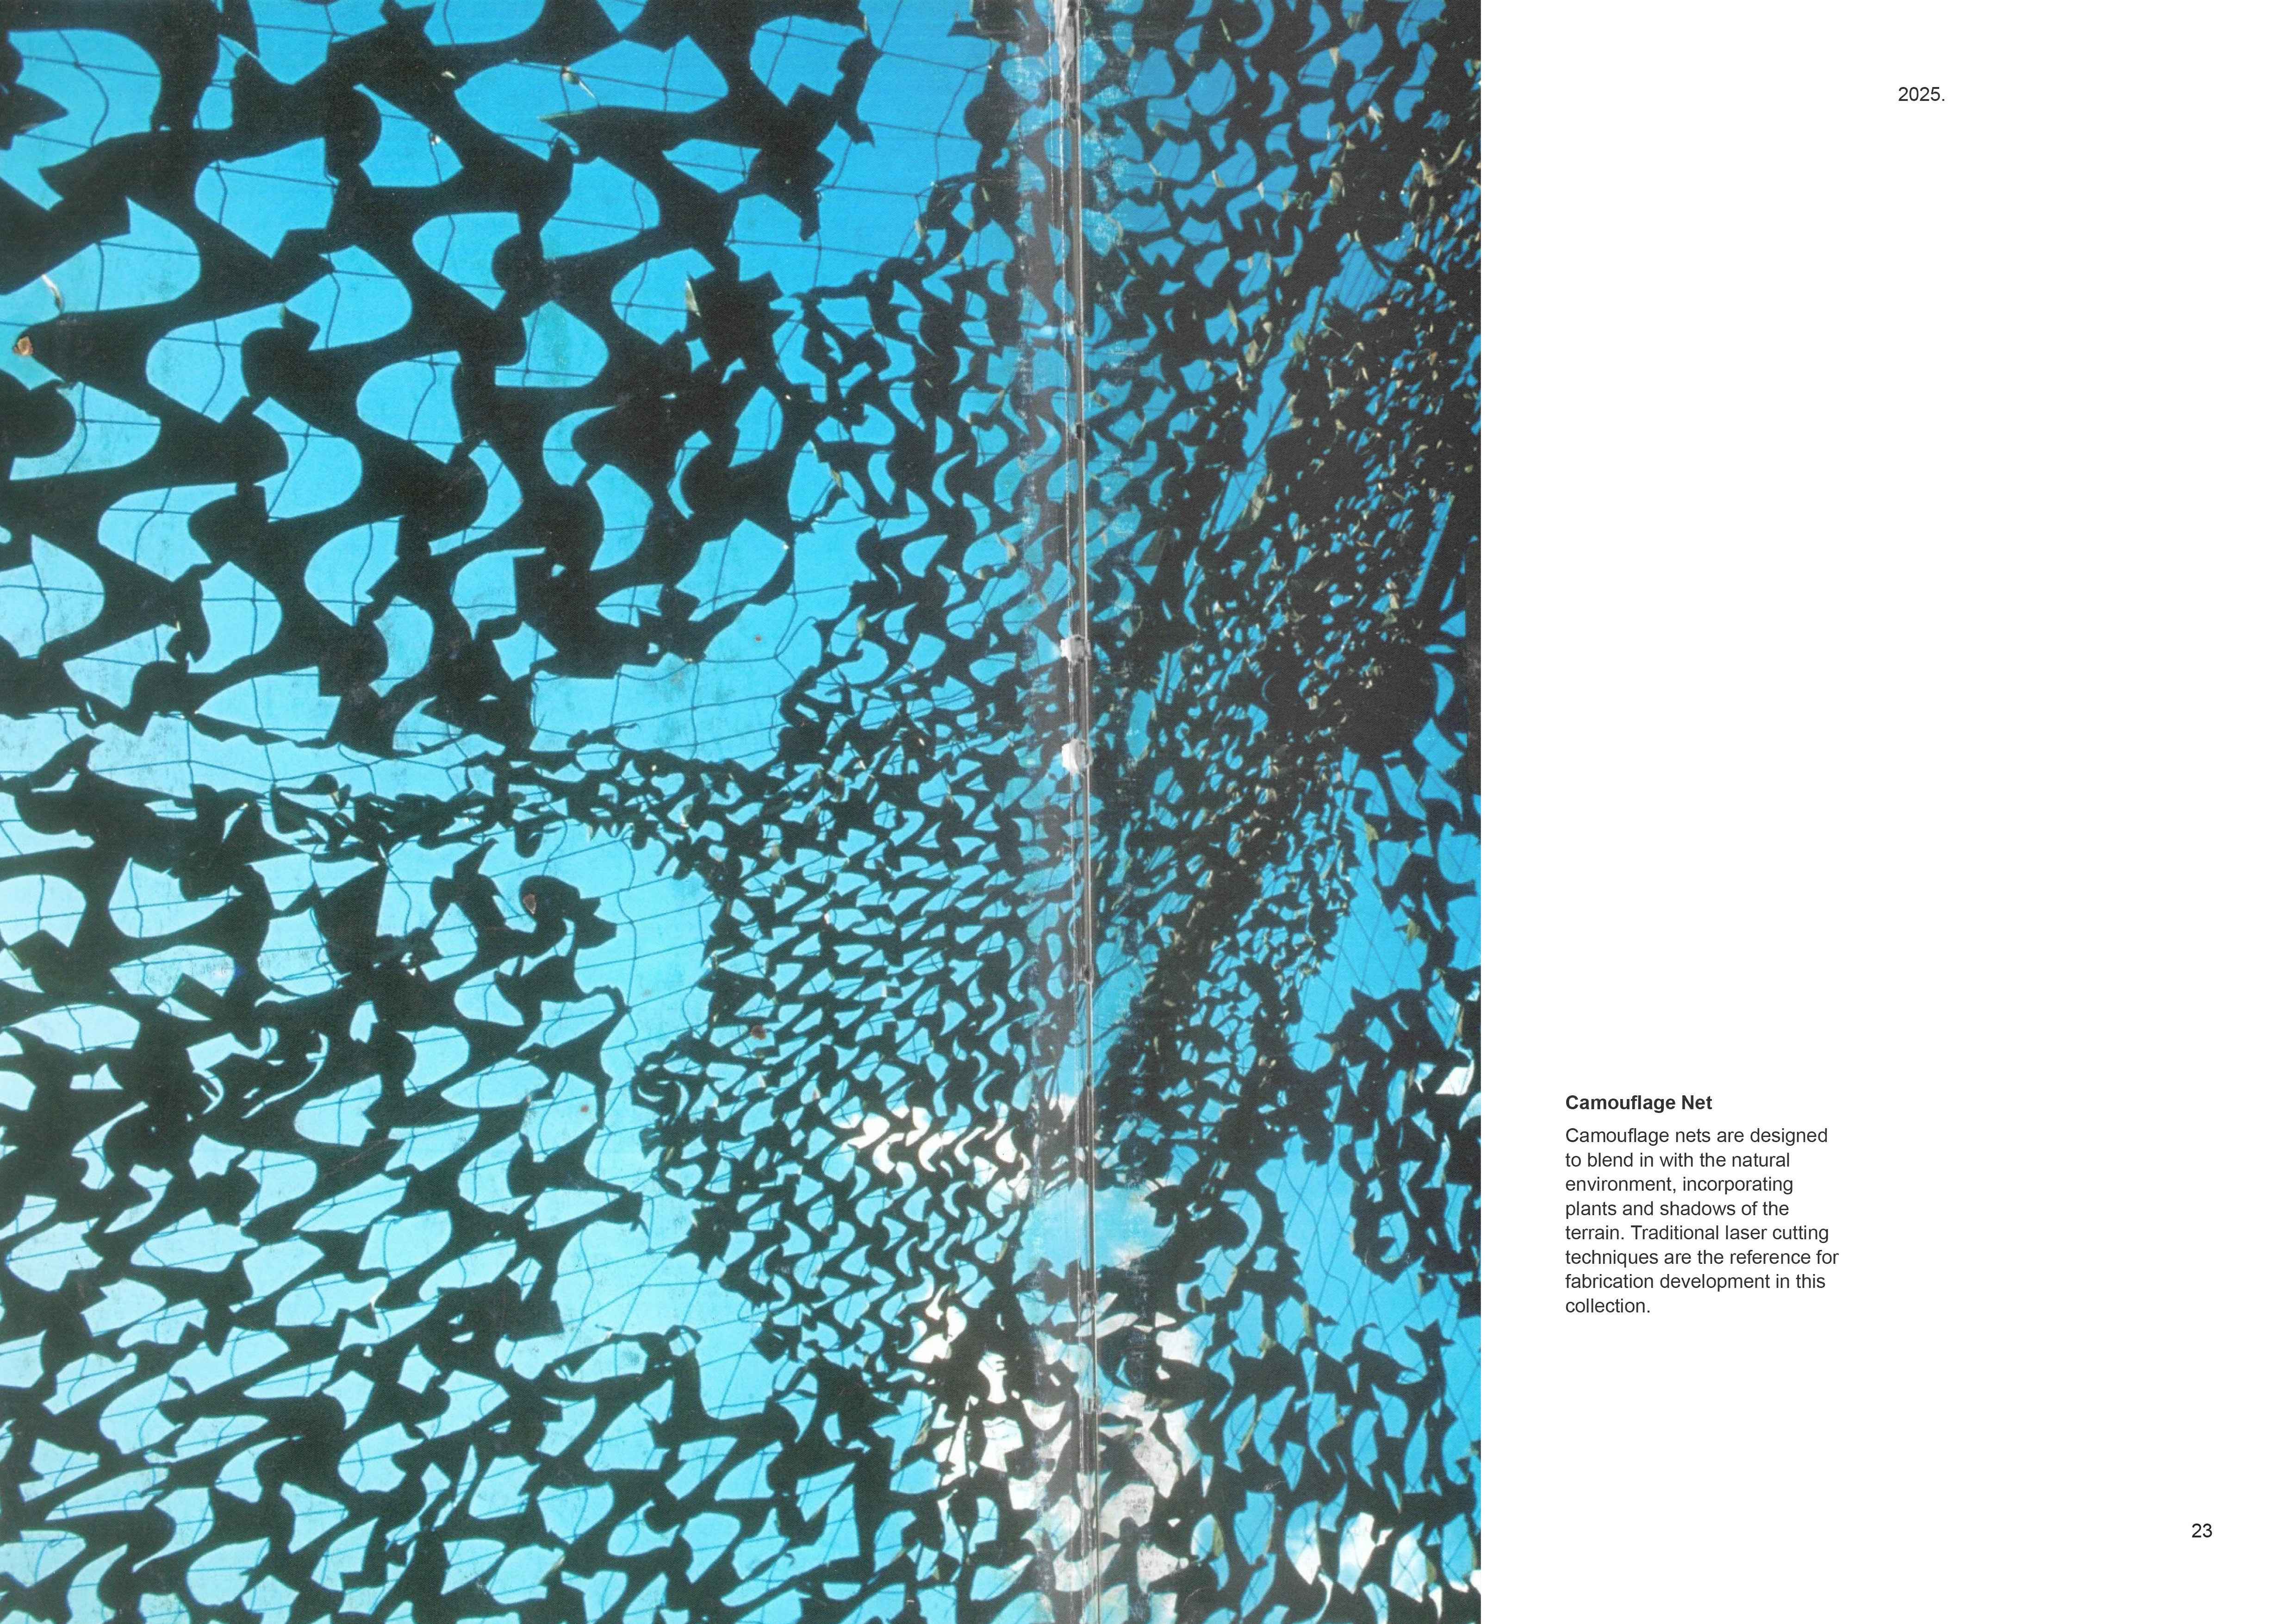 2025.
Camouflage Net
Camouflage nets are designed
to blend in with the natural
environment, incorporating
plants and shadows of the
terrain. Traditional laser cutting
techniques are the reference for
fabrication development in this
collection.
23